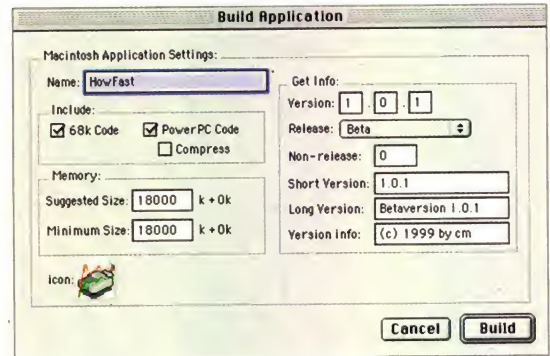 Build Application
Macintosh Application Settings:
Name: HowFast
Include:
68k Code
PowerPC Code
Compress
Memory:
Suggested Size: 18000 k + 0k
Minimum Size: 18000 k + 0k
icon:
Get Info:
Version: 1 . 0 . 1
Release: Beta
Non-release: 0
Short Version: 1.0.1
Long Version: Betaversion 1.0.1
Version info: (c) 1999 by cm
Cancel
Build